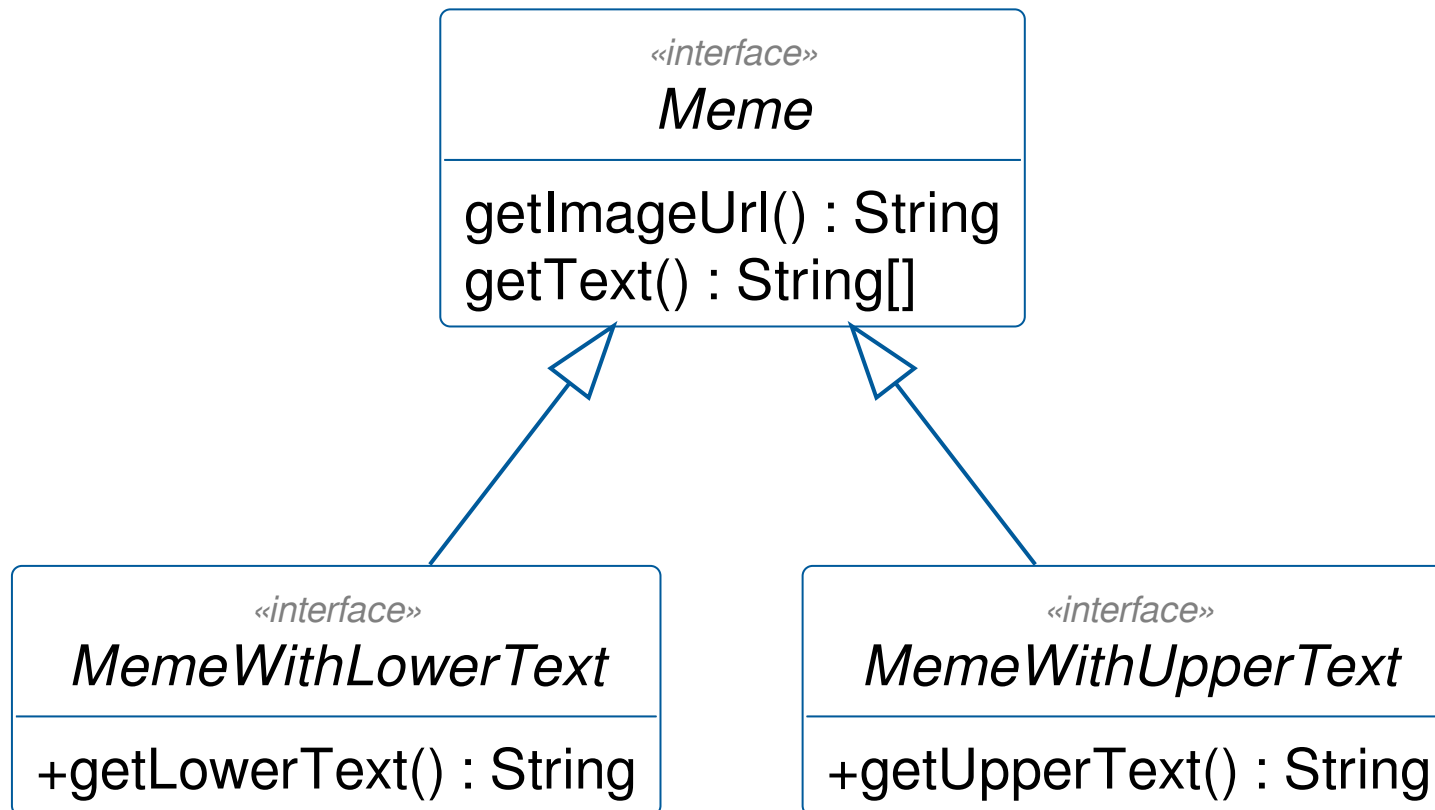 «interface»
Meme
getImageUrl() : String
getText() : String[]
«interface»
MemeWithLowerText
+getLowerText() : String
«interface»
MemeWithUpperText
+getUpperText() : String